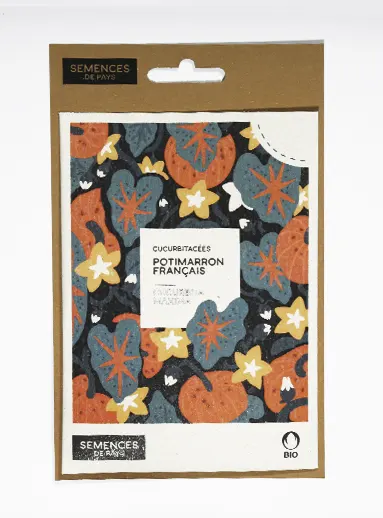 SEMENCES
DE PAYS
CUCURBITACÉES
POTIMARRON
FRANÇAIS
SEMENCES
DE PAYS
BIO